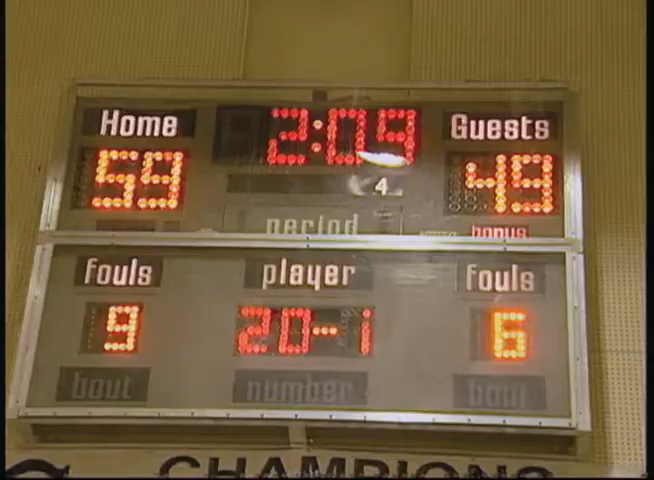 Home 2:09 Guests
59 4 49
period bonus
fouls player fouls
9 20-1 6
bout number bout
CHAMPIONS